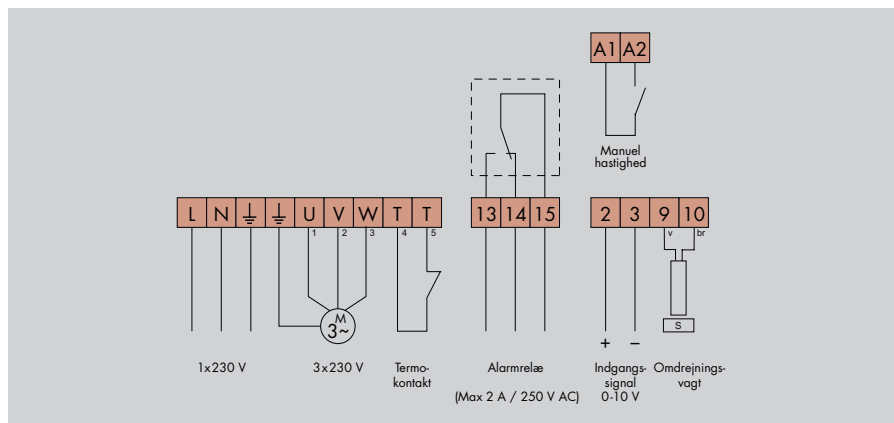 A1 A2
Manuel
hastighed
L N U V W T T
1 2 3 4 5
13 14 15
2 3 9 10
v br
M
3~
S
+ −
1x230 V
3x230 V
Termo-
kontakt
Alarmrelæ
(Max 2 A / 250 V AC)
Indgangs-
signal
0-10 V
Omdrejnings-
vagt